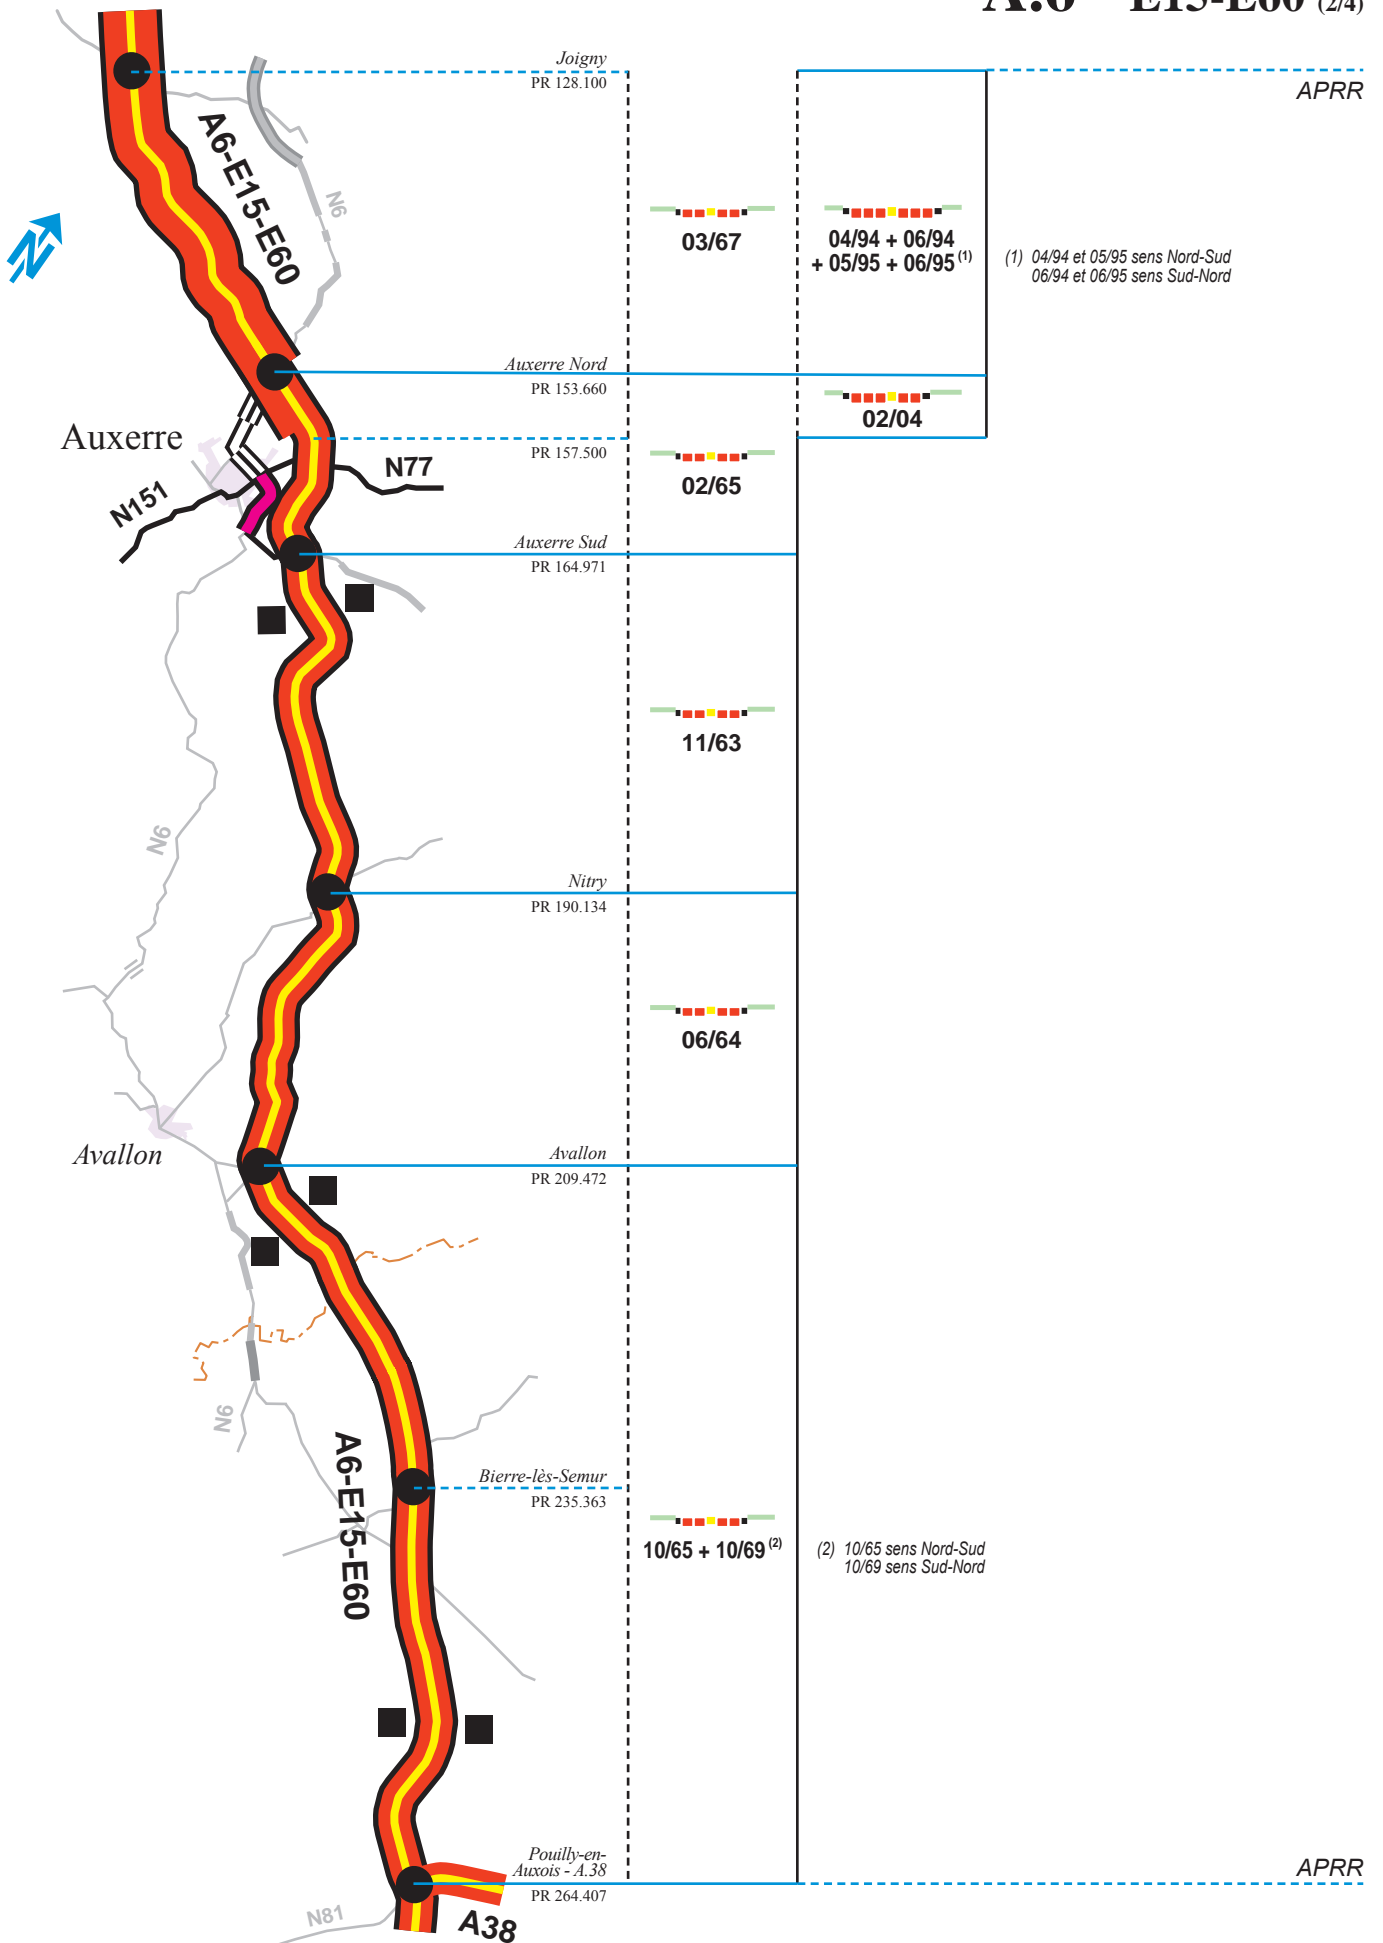 A.6 E15-E60 (2/4)
Joigny
PR 128.100
APRR
A6-E15-E60
N6
N
03/67
04/94 + 06/94
+ 05/95 + 06/95 (1)
(1) 04/94 et 05/95 sens Nord-Sud
06/94 et 06/95 sens Sud-Nord
Auxerre Nord
PR 153.660
02/04
Auxerre
PR 157.500
N77
02/65
N151
Auxerre Sud
PR 164.971
11/63
N6
Nitry
PR 190.134
06/64
Avallon
Avallon
PR 209.472
N6
A6-E15-E60
Bierre-lès-Semur
PR 235.363
10/65 + 10/69 (2)
(2) 10/65 sens Nord-Sud
10/69 sens Sud-Nord
Pouilly-en-
Auxois - A.38
PR 264.407
APRR
N81
A38